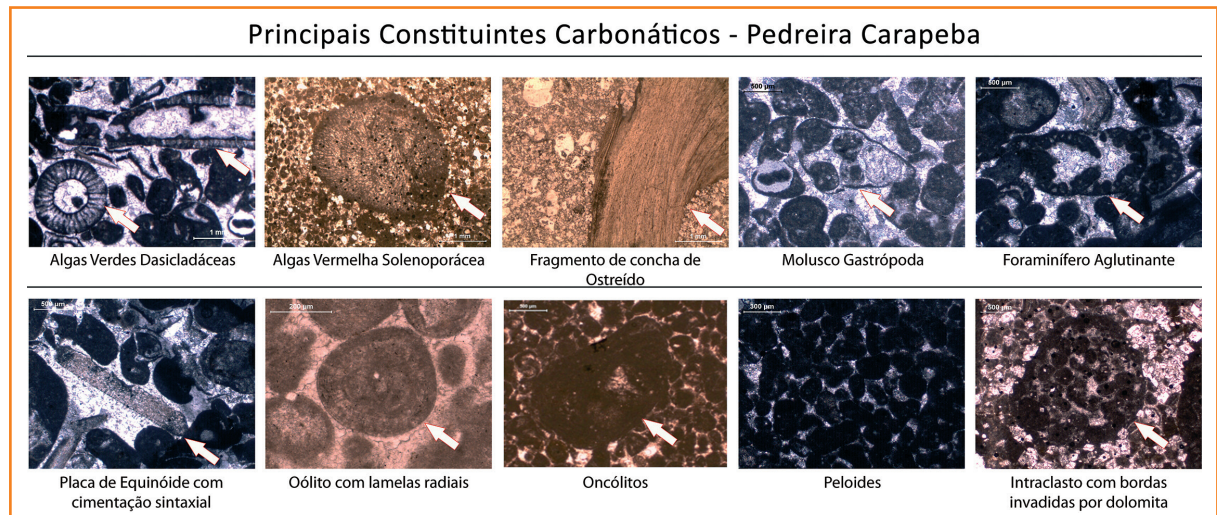 Principais Constituintes Carbonáticos - Pedreira Carapeba
1 mm
1 mm
1 mm
500 µm
500 µm
Algas Verdes Dasicladáceas
Algas Vermelha Solenoporácea
Fragmento de concha de
Ostreído
Molusco Gastrópoda
Foraminífero Aglutinante
500 µm
200 µm
300 µm
500 µm
Placa de Equinóide com
cimentação sintaxial
Oólito com lamelas radiais
Oncólitos
Peloides
Intraclasto com bordas
invadidas por dolomita